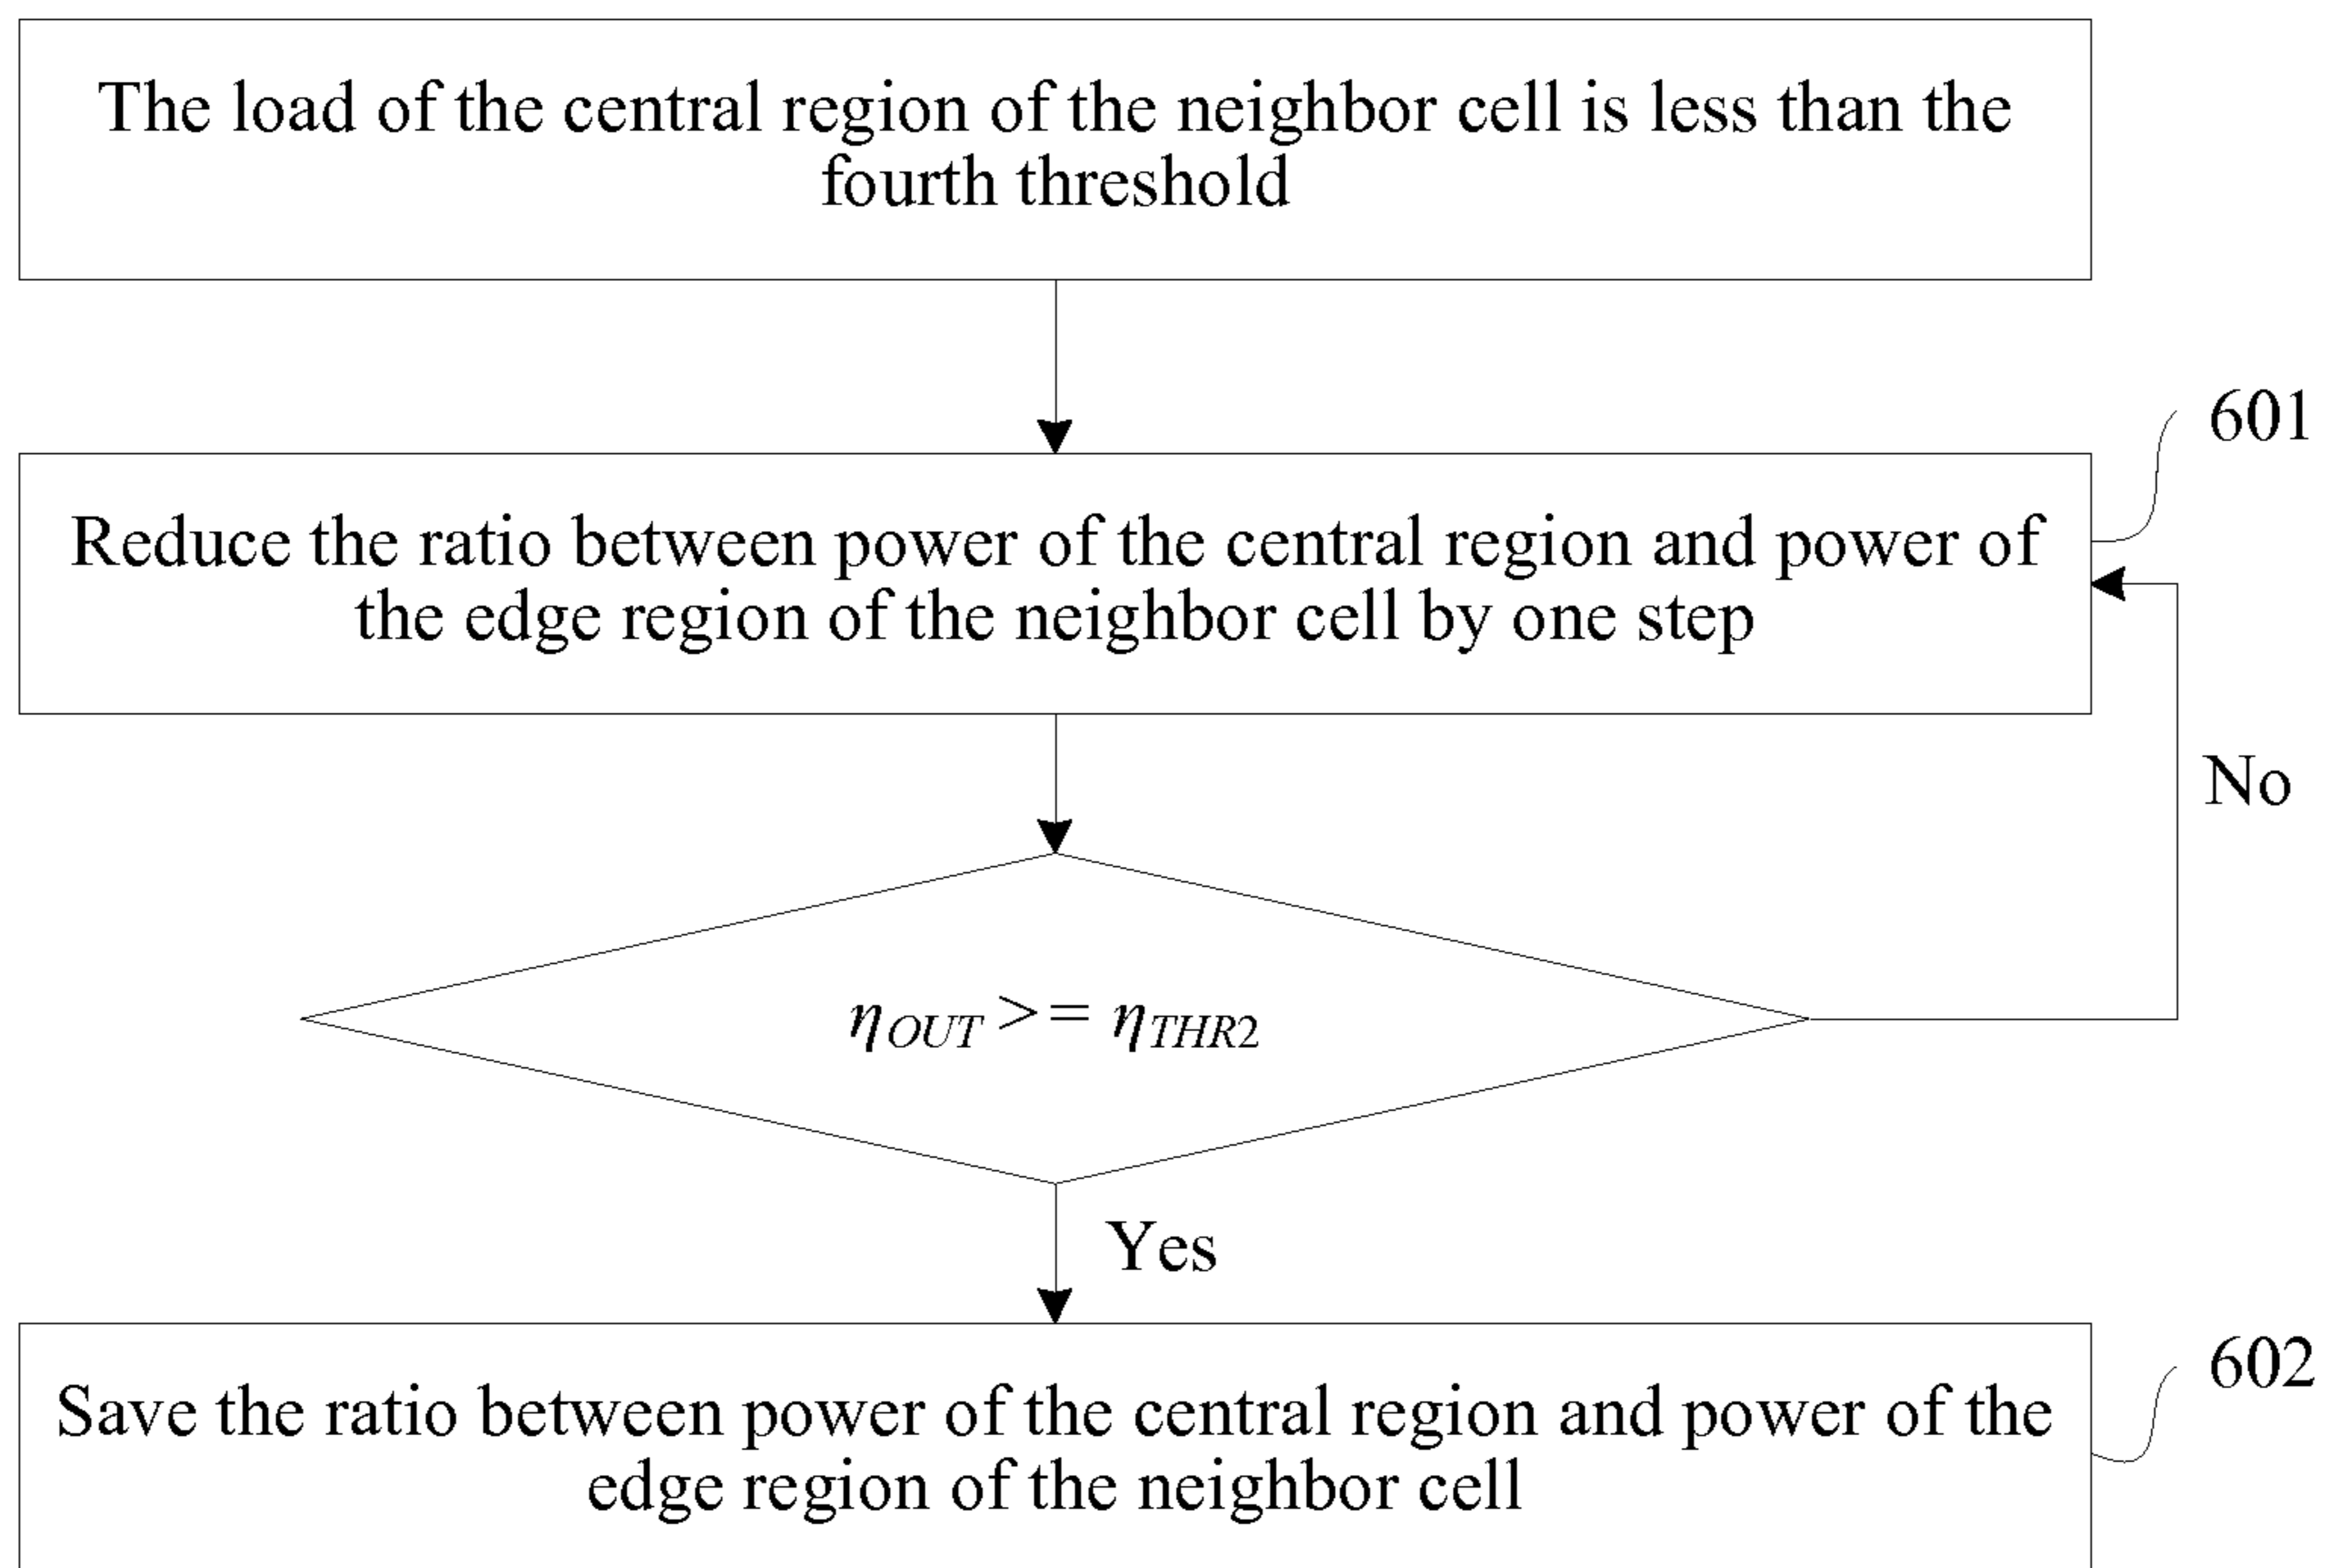 The load of the central region of the neighbor cell is less than the
fourth threshold
601
Reduce the ratio between power of the central region and power of
the edge region of the neighbor cell by one step
No
η_OUT >= η_THR2
Yes
602
Save the ratio between power of the central region and power of the
edge region of the neighbor cell